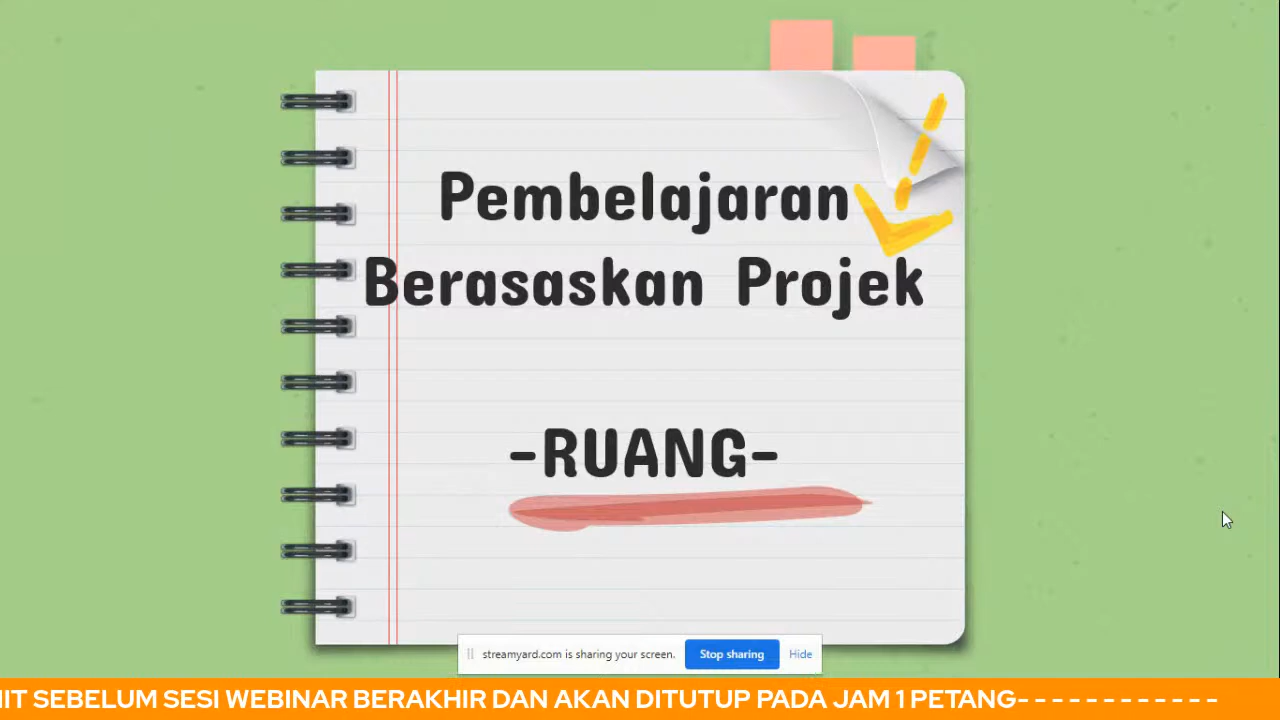 Pembelajaran
Berasaskan Projek
-RUANG-
streamyard.com is sharing your screen. Stop sharing Hide
SEBELUM SESI WEBINAR BERAKHIR DAN AKAN DITUTUP PADA JAM 1 PETANG------------